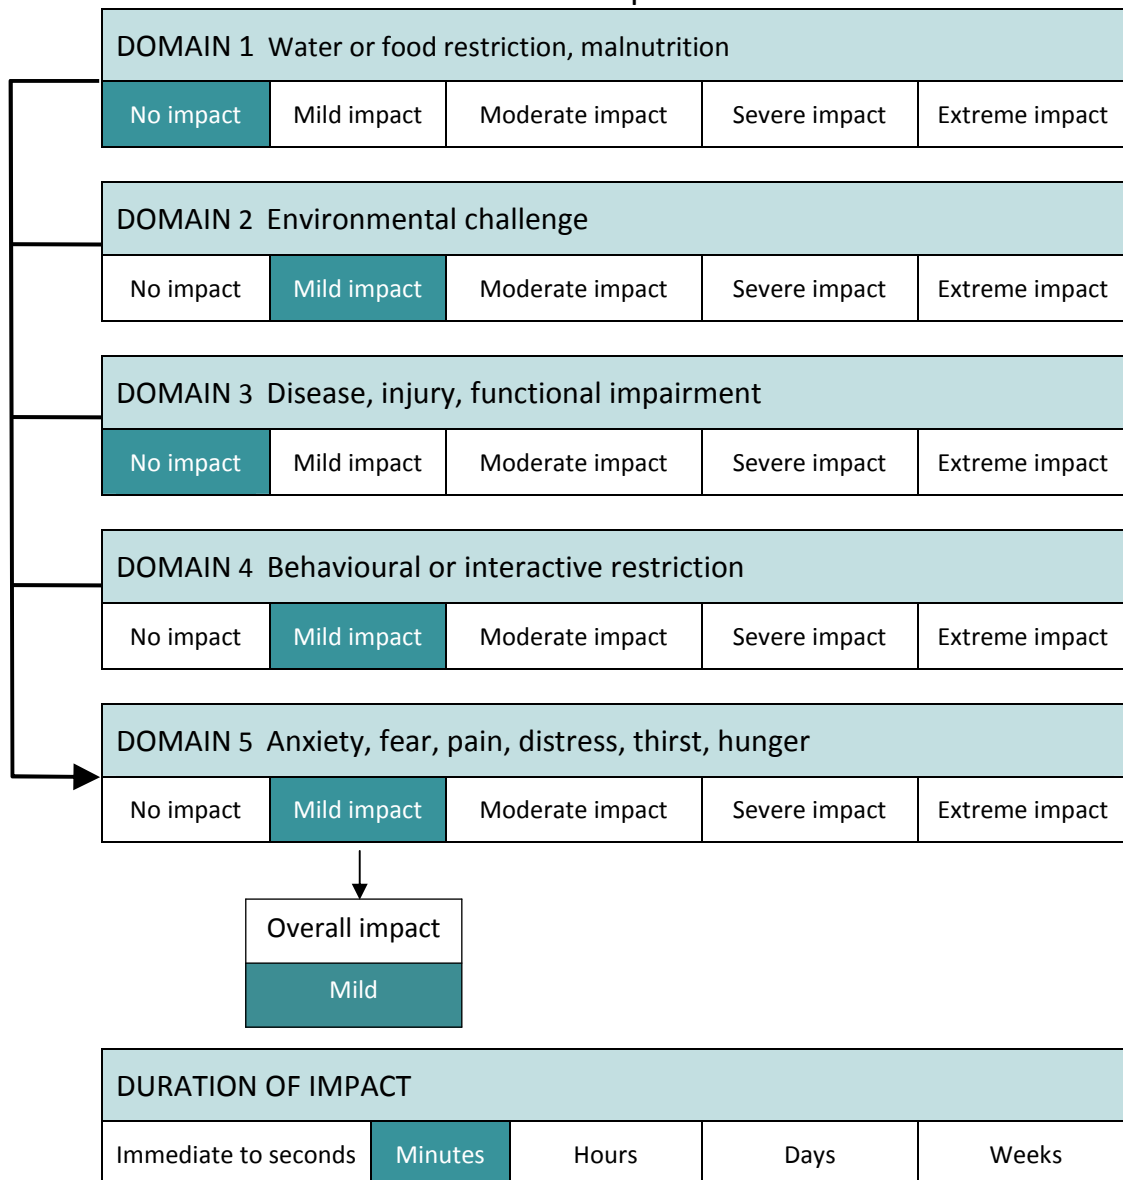 DOMAIN 1 Water or food restriction, malnutrition
No impact Mild impact Moderate impact Severe impact Extreme impact
DOMAIN 2 Environmental challenge
No impact Mild impact Moderate impact Severe impact Extreme impact
DOMAIN 3 Disease, injury, functional impairment
No impact Mild impact Moderate impact Severe impact Extreme impact
DOMAIN 4 Behavioural or interactive restriction
No impact Mild impact Moderate impact Severe impact Extreme impact
DOMAIN 5 Anxiety, fear, pain, distress, thirst, hunger
No impact Mild impact Moderate impact Severe impact Extreme impact
Overall impact
Mild
DURATION OF IMPACT
Immediate to seconds Minutes Hours Days Weeks